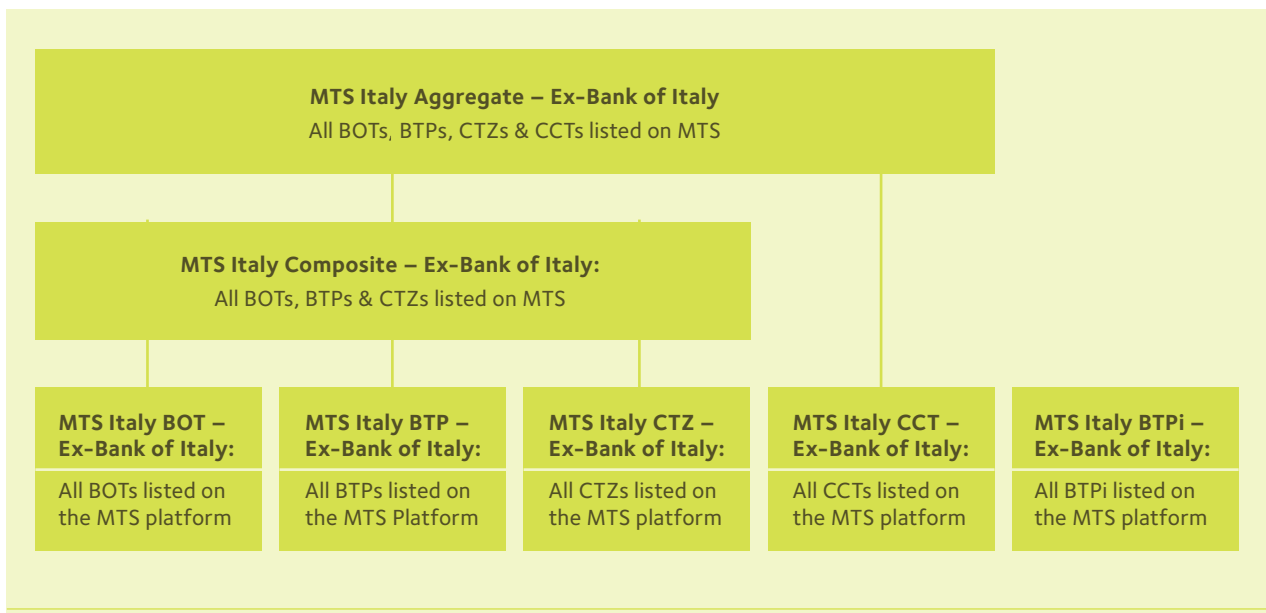 MTS Italy Aggregate – Ex-Bank of Italy
All BOTs, BTPs, CTZs & CCTs listed on MTS
MTS Italy Composite – Ex-Bank of Italy:
All BOTs, BTPs & CTZs listed on MTS
MTS Italy BOT –
Ex-Bank of Italy:
All BOTs listed on
the MTS platform
MTS Italy BTP –
Ex-Bank of Italy:
All BTPs listed on
the MTS Platform
MTS Italy CTZ –
Ex-Bank of Italy:
All CTZs listed on
the MTS platform
MTS Italy CCT –
Ex-Bank of Italy:
All CCTs listed on
the MTS platform
MTS Italy BTPi –
Ex-Bank of Italy:
All BTPi listed on
the MTS platform